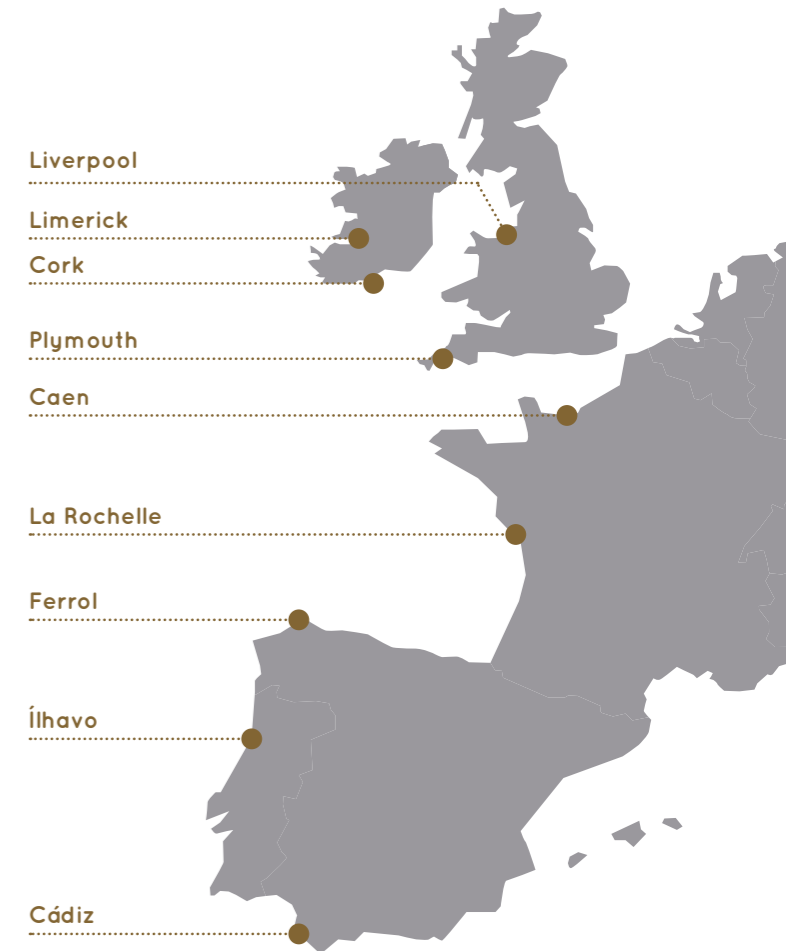 Liverpool
Limerick
Cork
Plymouth
Caen
La Rochelle
Ferrol
Ílhavo
Cádiz